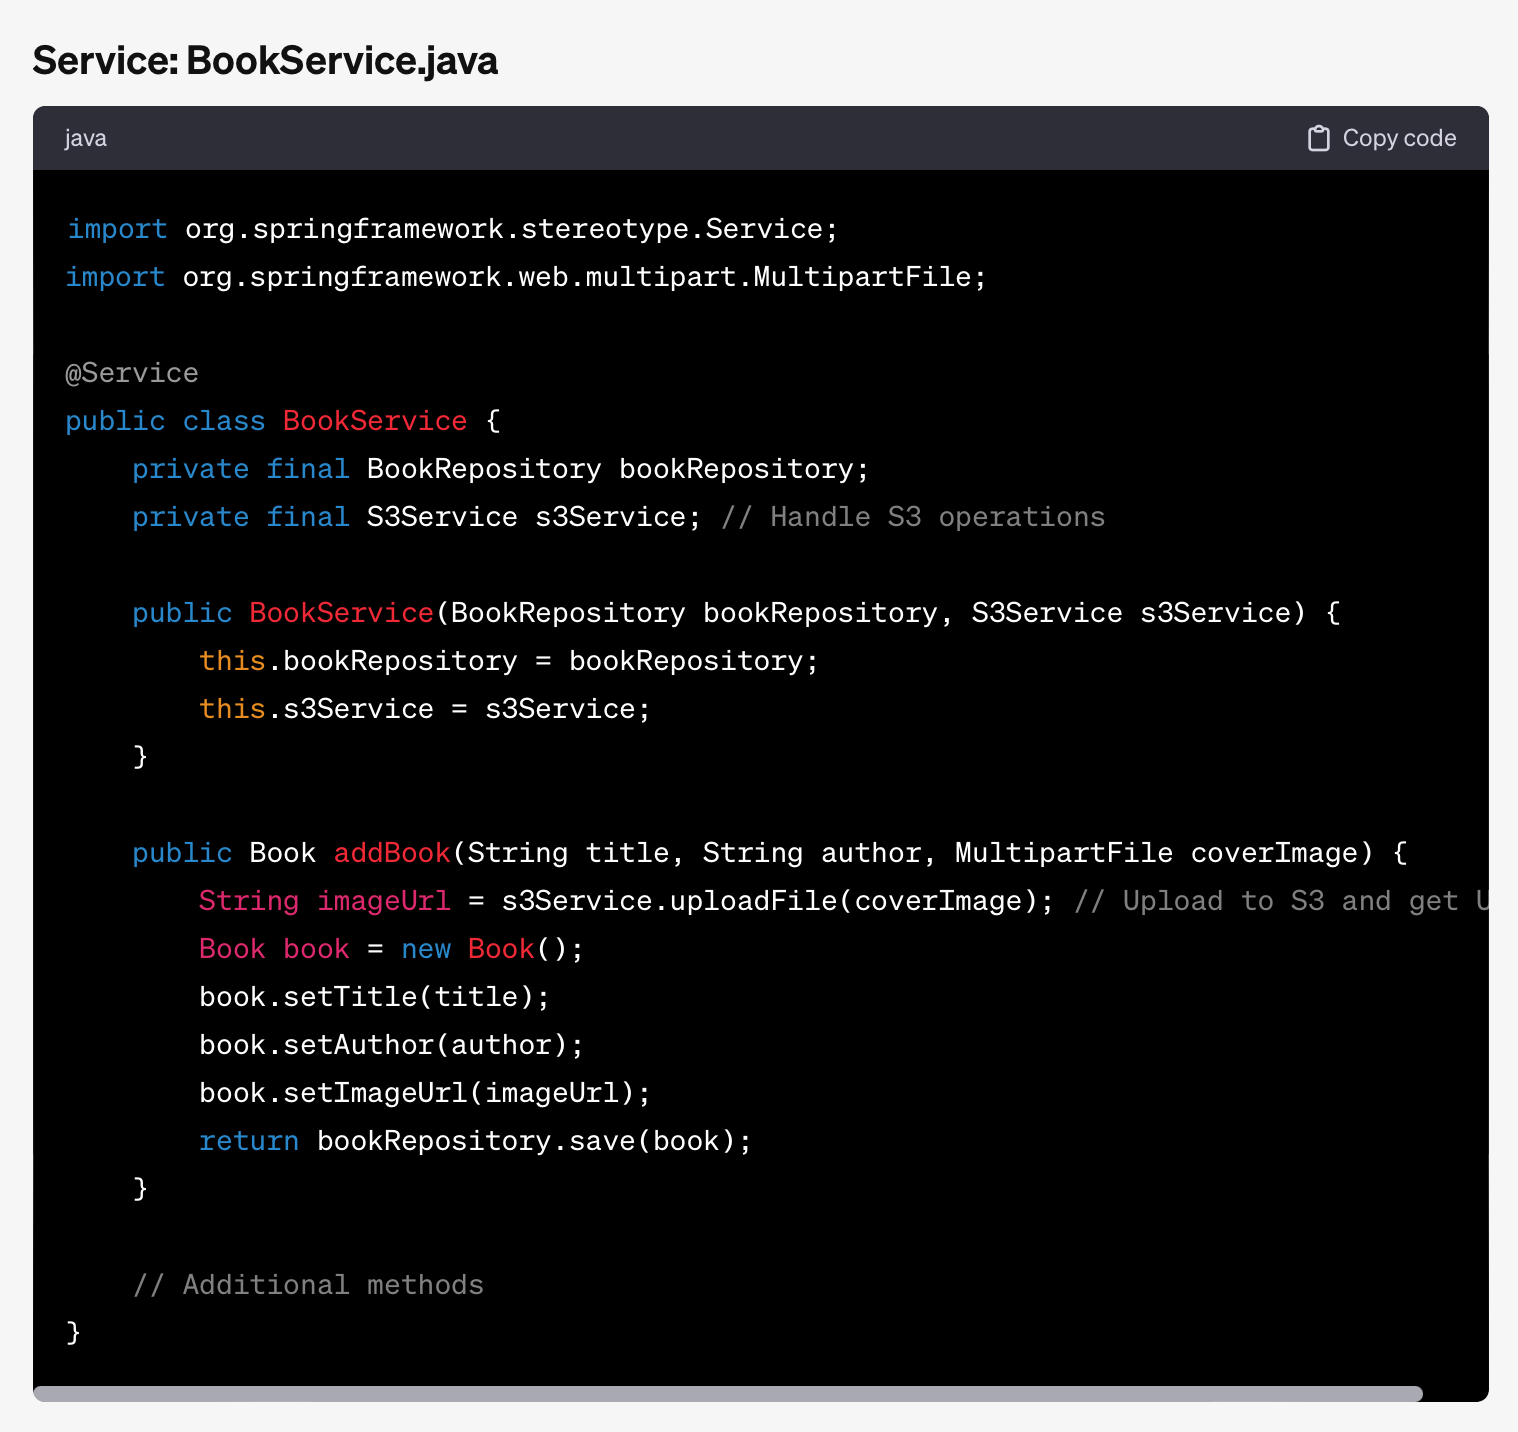 Service: BookService.java
java
Copy code
import org.springframework.stereotype.Service;
import org.springframework.web.multipart.MultipartFile;
@Service
public class BookService {
    private final BookRepository bookRepository;
    private final S3Service s3Service; // Handle S3 operations
    public BookService(BookRepository bookRepository, S3Service s3Service) {
        this.bookRepository = bookRepository;
        this.s3Service = s3Service;
    }
    public Book addBook(String title, String author, MultipartFile coverImage) {
        String imageUrl = s3Service.uploadFile(coverImage); // Upload to S3 and get
        Book book = new Book();
        book.setTitle(title);
        book.setAuthor(author);
        book.setImageUrl(imageUrl);
        return bookRepository.save(book);
    }
    // Additional methods
}